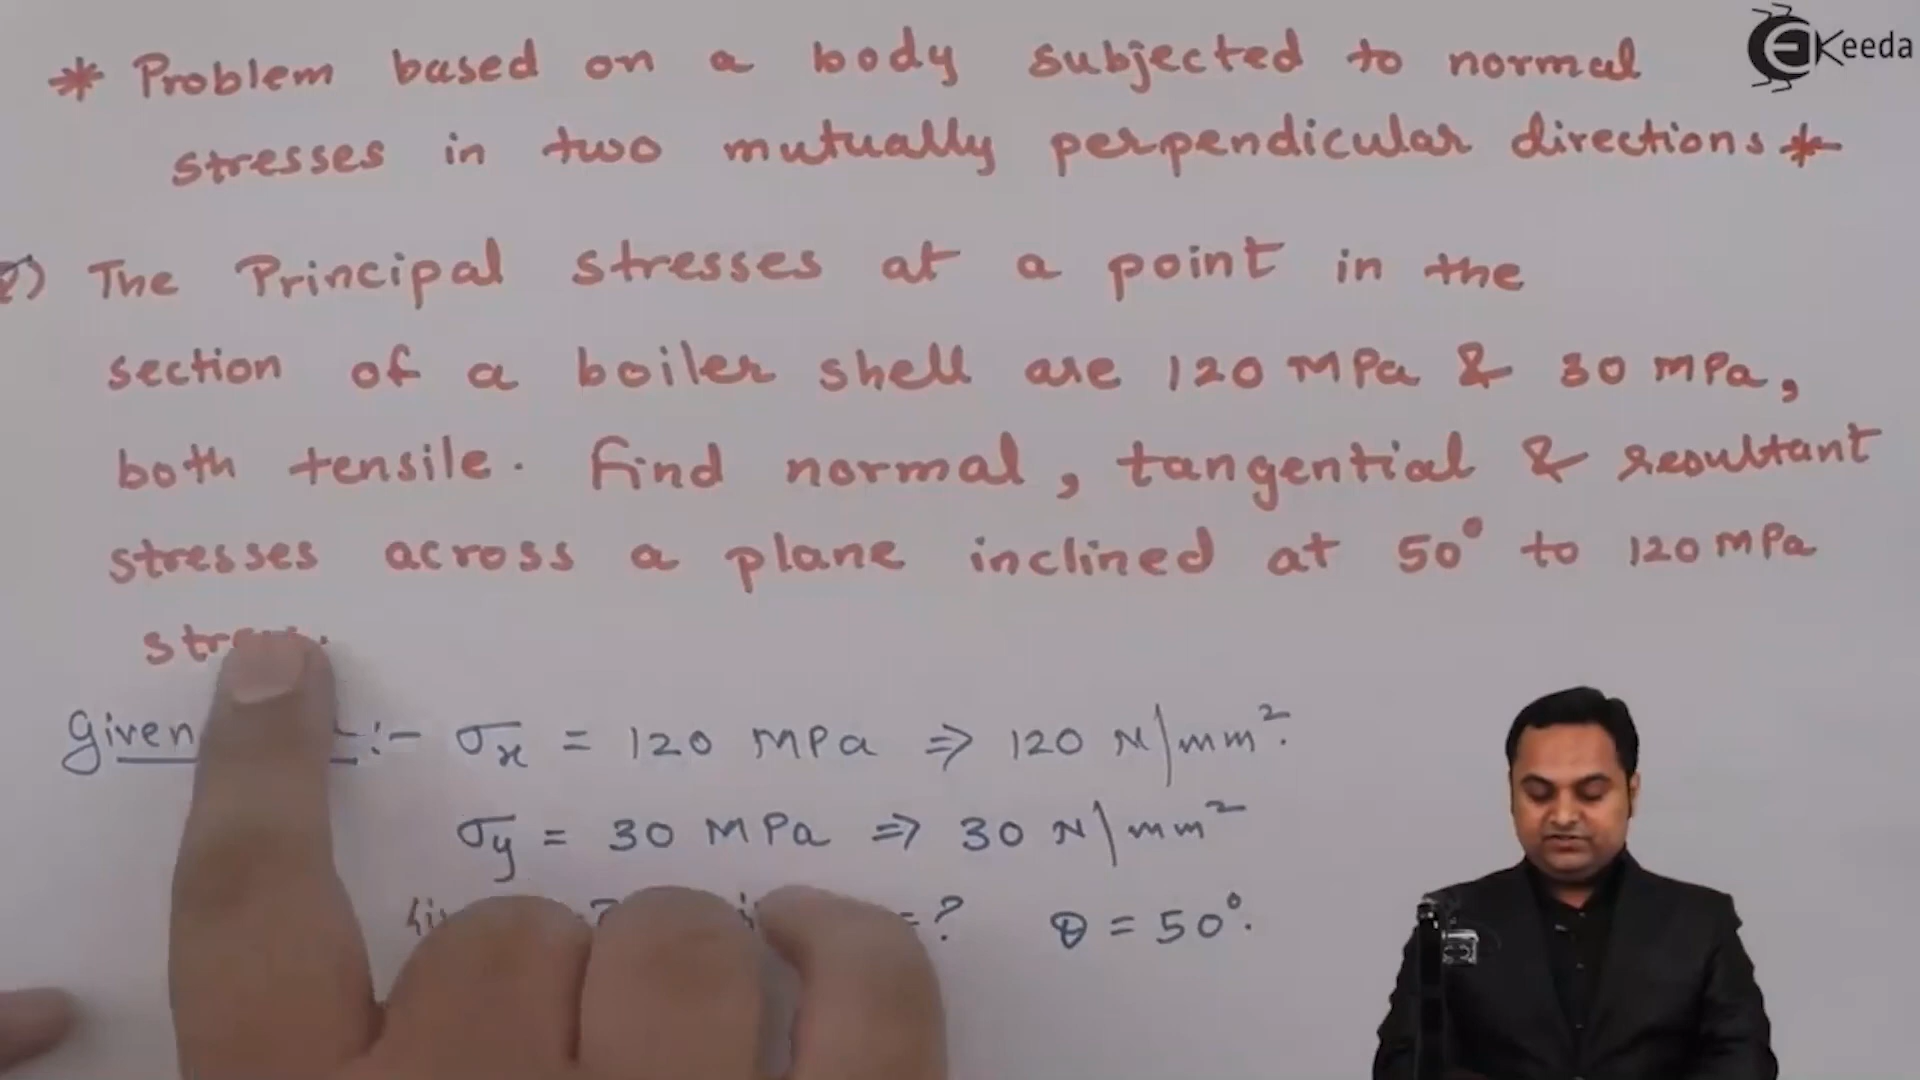 Keeda
* Problem based on a body subjected to normal
stresses in two mutually perpendicular directions *
The Principal stresses at a point in the
section of a boiler shell are 120 MPa & 30 MPa,
both tensile. Find normal, tangential & resultant
stresses across a plane inclined at 50° to 120 MPa
Given :- σx = 120 MPa ⇒ 120 N/mm².
σy = 30 MPa ⇒ 30 N/mm²
= ? θ = 50°.